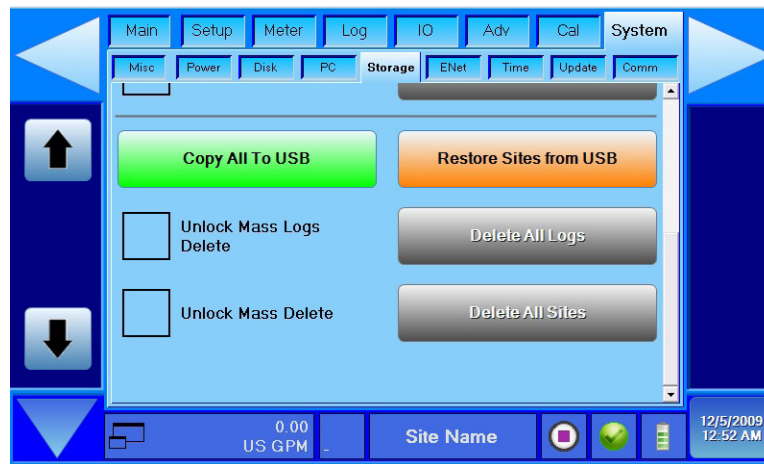 Main Setup Meter Log IO Adv Cal System
Misc Power Disk PC Storage ENet Time Update Comm
Copy All To USB Restore Sites from USB
Unlock Mass Logs
Delete
Delete All Logs
Unlock Mass Delete Delete All Sites
0.00
US GPM
-
Site Name
12/5/2009
12:52 AM